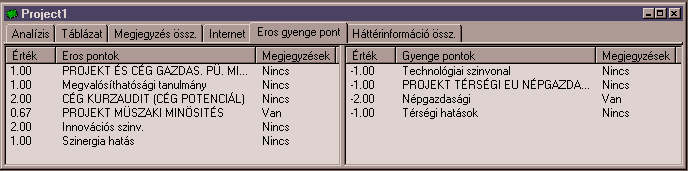 Project1
Analízis Táblázat Megjegyzés össz. Internet Eros gyenge pont Háttérinformáció össz.
Érték Eros pontok Megjegyzések
1.00 PROJEKT ÉS CÉG GAZDAS. PÜ. MI... Nincs
1.00 Megvalósíthatósági tanulmány Nincs
2.00 CÉG KURZAUDIT (CÉG POTENCIÁL) Nincs
0.67 PROJEKT MÜSZAKI MINÖSITÉS Van
2.00 Innovációs szinv. Nincs
1.00 Szinergia hatás Nincs
Érték Gyenge pontok Megjegyzések
-1.00 Technológiai szinvonal Nincs
-1.00 PROJEKT TÉRSÉGI EU NÉPGAZDA... Nincs
-2.00 Népgazdasági Van
-1.00 Térségi hatások Nincs